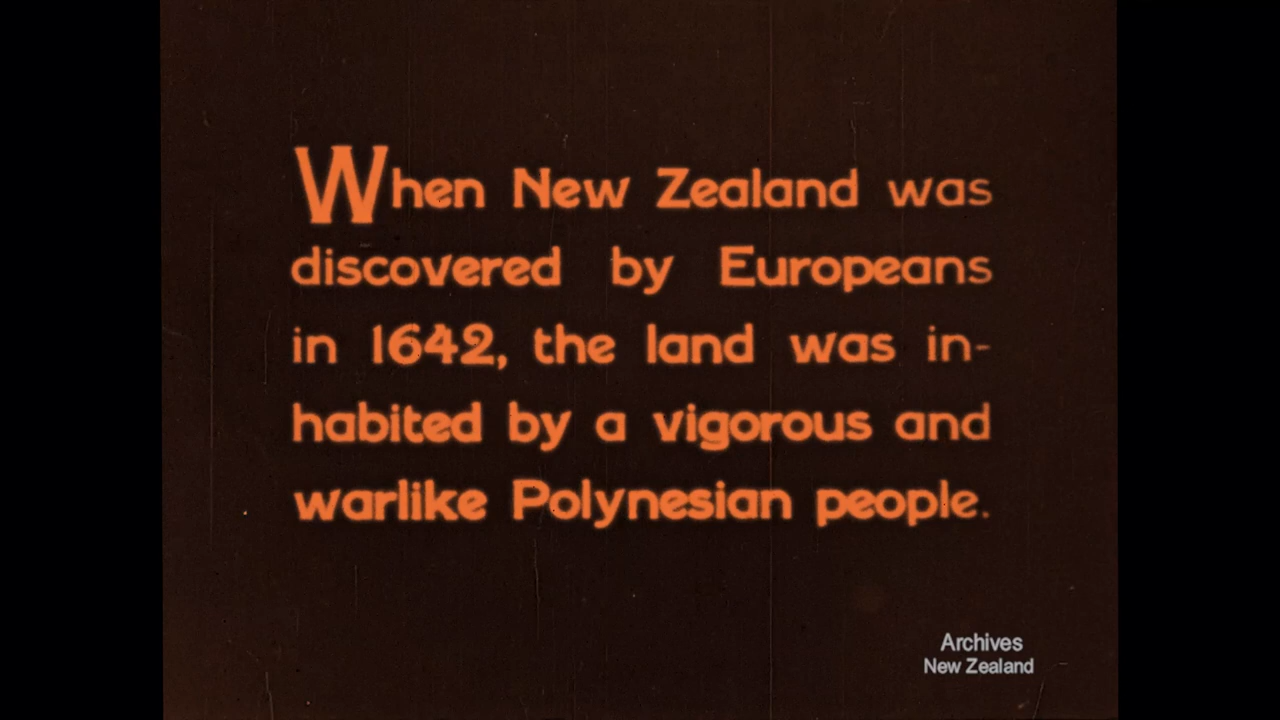 When New Zealand was
discovered by Europeans
in 1642, the land was in-
habited by a vigorous and
warlike Polynesian people.
Archives
New Zealand